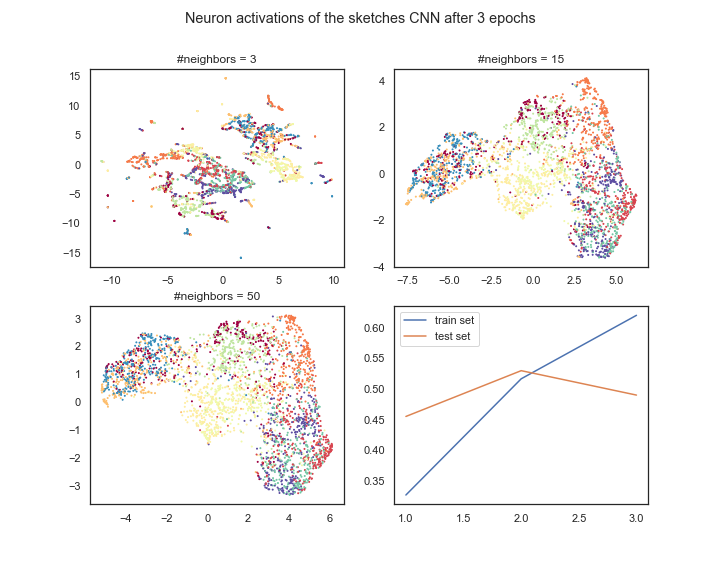 Neuron activations of the sketches CNN after 3 epochs
#neighbors = 3
15
10
5
0
−5
−10
−15
−10 −5 0 5 10
#neighbors = 15
4
2
0
−2
−4
−7.5 −5.0 −2.5 0.0 2.5 5.0
#neighbors = 50
3
2
1
0
−1
−2
−3
−4 −2 0 2 4 6
train set
test set
0.60
0.55
0.50
0.45
0.40
0.35
1.0 1.5 2.0 2.5 3.0